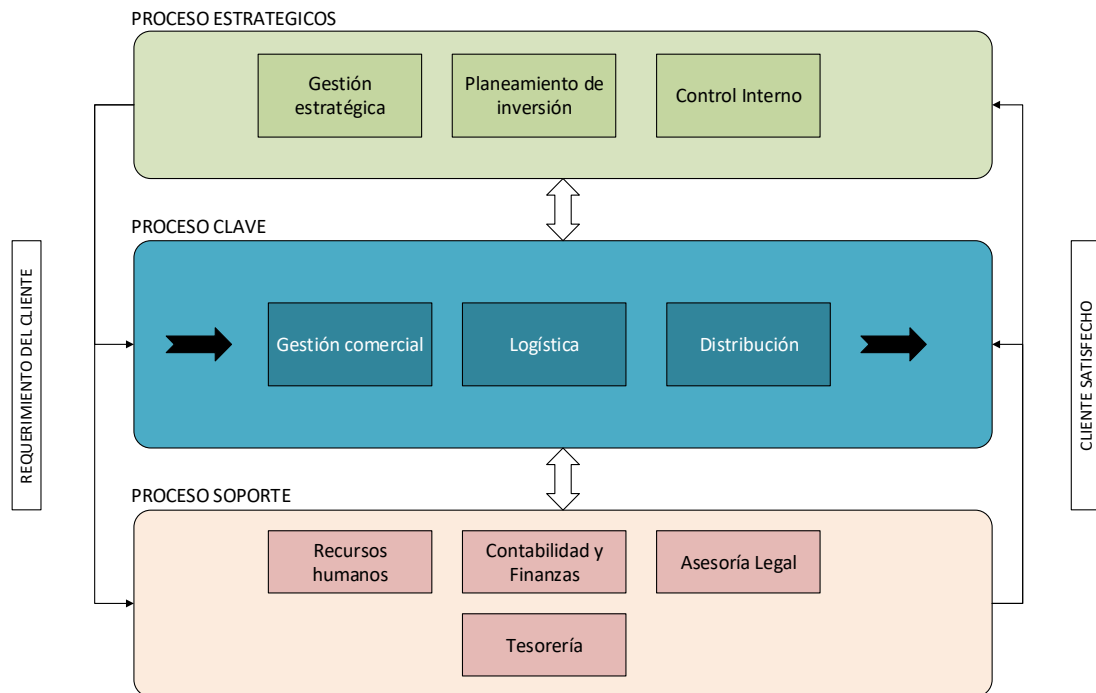 PROCESO ESTRATEGICOS
Gestión
estratégica
Planeamiento de
inversión
Control Interno
PROCESO CLAVE
REQUERIMIENTO DEL CLIENTE
Gestión comercial
Logística
Distribución
CLIENTE SATISFECHO
PROCESO SOPORTE
Recursos
humanos
Contabilidad y
Finanzas
Asesoría Legal
Tesorería